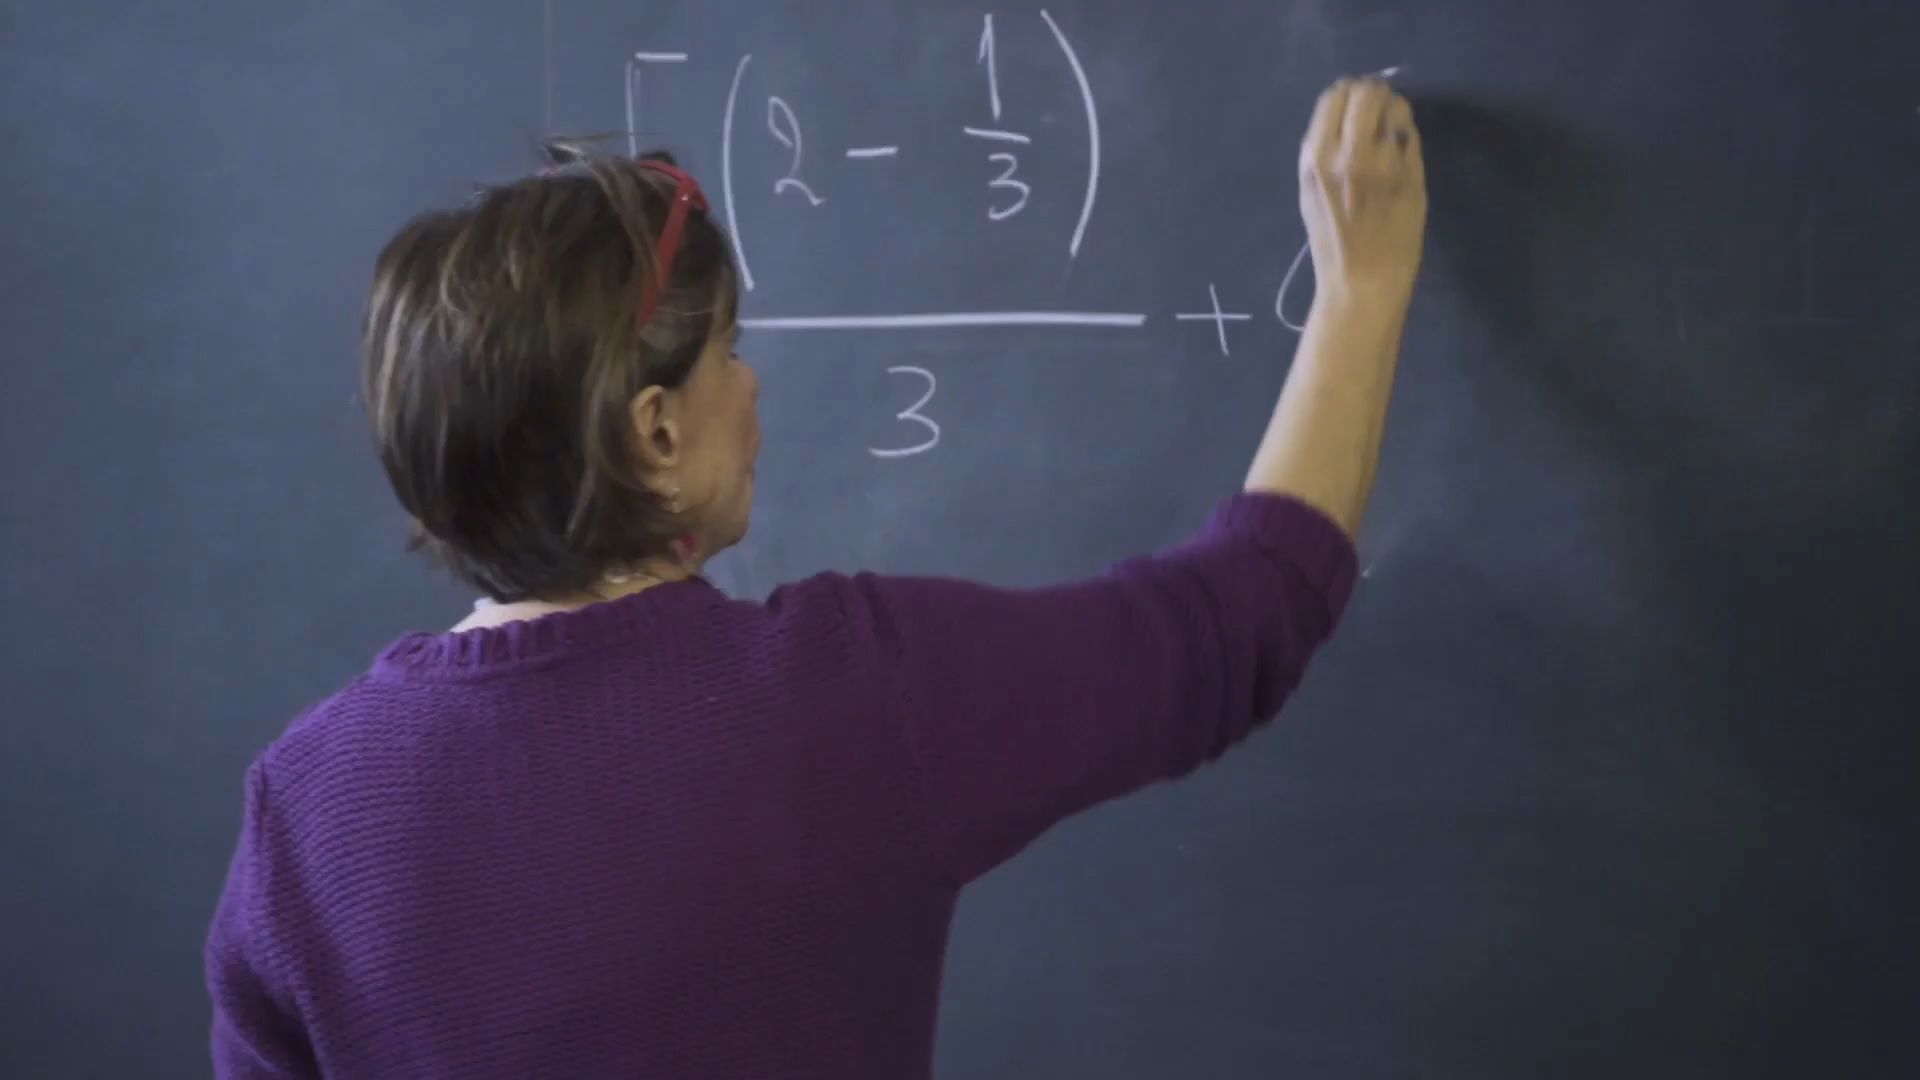 [ (2 - 1/3)
+
3